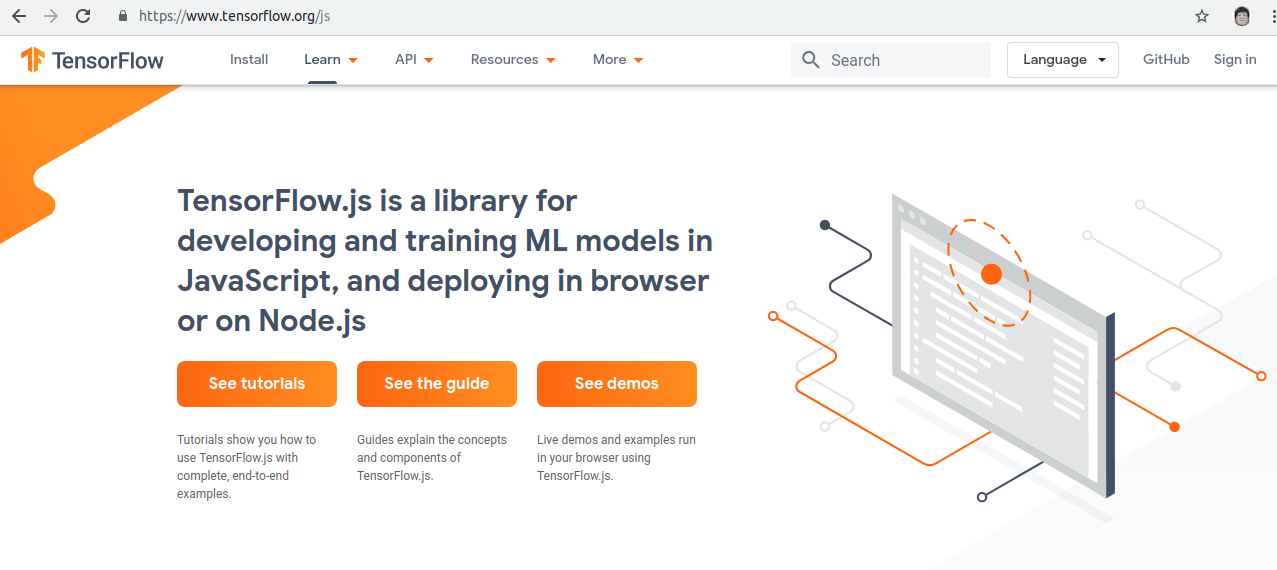 https://www.tensorflow.org/js
TensorFlow Install Learn API Resources More Search Language GitHub Sign in
TensorFlow.js is a library for
developing and training ML models in
JavaScript, and deploying in browser
or on Node.js
See tutorials
Tutorials show you how to
use TensorFlow.js with
complete, end-to-end
examples.
See the guide
Guides explain the concepts
and components of
TensorFlow.js.
See demos
Live demos and examples run
in your browser using
TensorFlow.js.